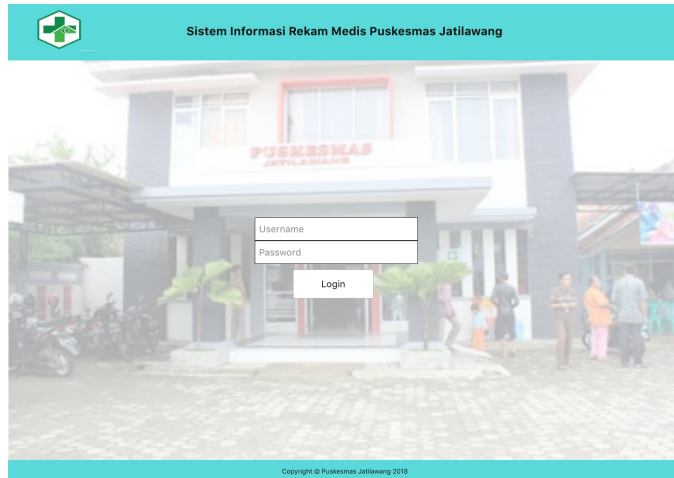 Sistem Informasi Rekam Medis Puskesmas Jatilawang
PUSKESMAS
JATILAWANG
Username
Password
Login
Copyright © Puskesmas Jatilawang 2018